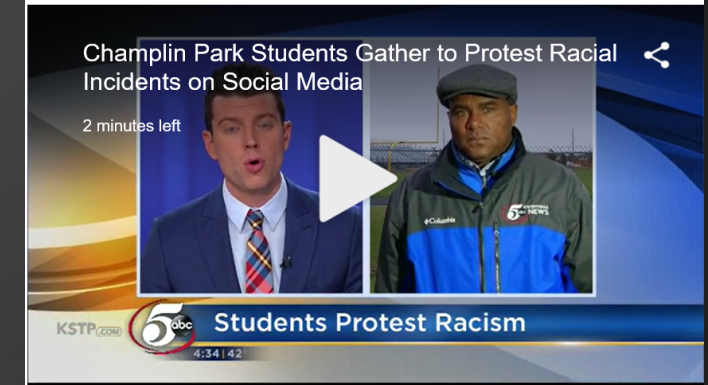 Champlin Park Students Gather to Protest Racial
Incidents on Social Media
2 minutes left
Columbia
5 EYEWITNESS NEWS
KSTP.COM
5 abc
Students Protest Racism
4:34 | 42°